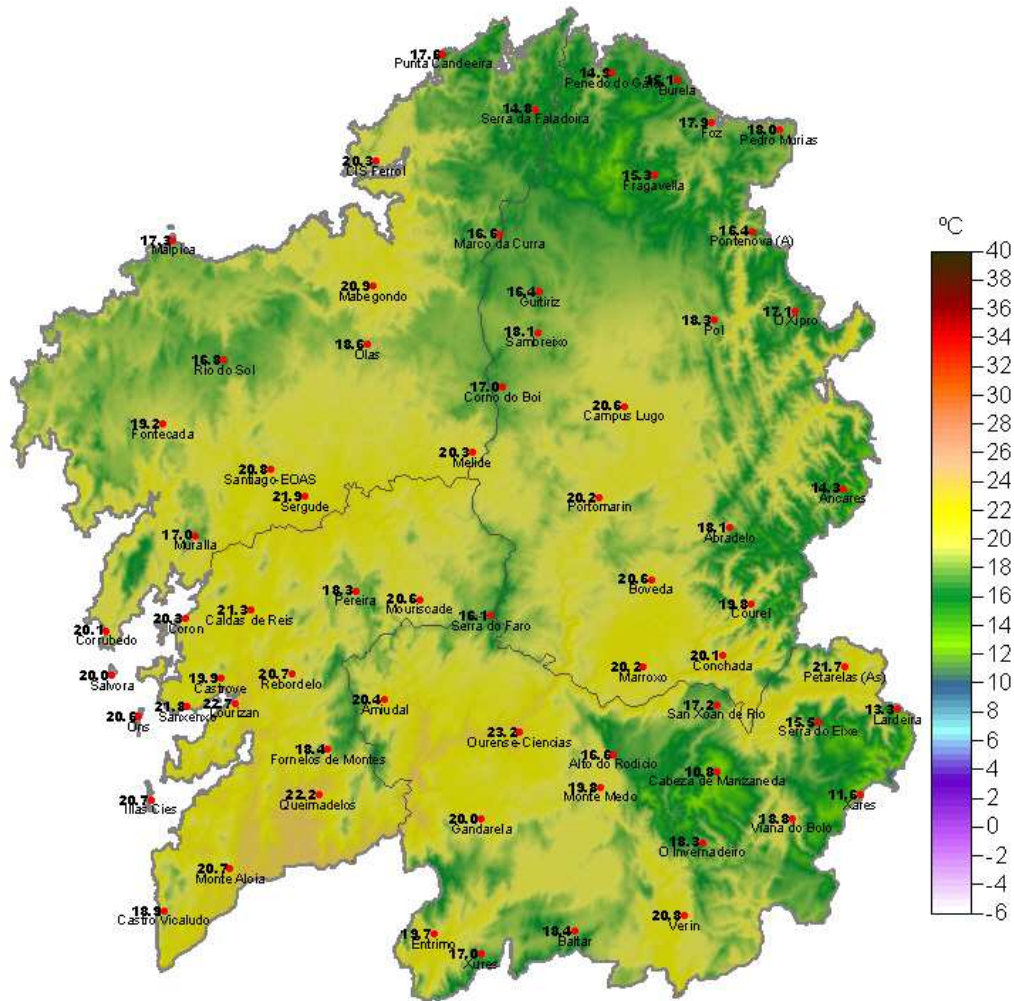 17.6
Punta Candeeira
14.9
Penedo do Galo
15.1
Burela
14.8
Serra da Faladoira
17.9
Foz
18.0
Pedro Murias
20.3
CIS Ferrol
15.3
Fragavella
17.3
Malpica
16.6
Marco da Curra
16.4
Pontenova (A)
ºC
20.9
Mabegondo
16.4
Guitiriz
18.3
Pol
17.1
O Xipro
18.1
Sambreixo
18.6
Olas
16.8
Rio do Sol
17.0
Corno do Boi
20.6
Campus Lugo
19.2
Fontecada
20.3
Melide
20.8
Santiago-EOAS
21.9
Sergude
20.2
Portomarin
14.3
Ancares
17.0
Muralla
18.1
Abradelo
18.3
Pereira
20.6
Mouriscade
20.6
Boveda
19.8
Courel
21.3
Caldas de Reis
20.3
Coron
16.1
Serra do Faro
20.1
Corrubedo
20.0
Salvora
19.9
Castrove
20.7
Rebordelo
20.2
Marroxo
20.1
Conchada
21.7
Petarelas (As)
20.4
Amiudal
21.8
Sanxenxo
22.7
Lourizan
20.6
Ons
17.2
San Xoan de Rio
13.3
Lardeira
15.5
Serra do Eixe
23.2
Ourense-Ciencias
18.4
Fornelos de Montes
16.6
Alto do Rodicio
10.8
Cabeza de Manzaneda
20.7
Illas Cies
22.2
Queimadelos
19.8
Monte Medo
11.6
Xares
20.0
Gandarela
18.8
Viana do Bolo
18.3
O Invernadeiro
20.7
Monte Aloia
18.9
Castro Vicaludo
20.8
Verin
19.7
Entrimo
18.4
Baltar
17.0
Xures
40
38
36
34
32
30
28
26
24
22
20
18
16
14
12
10
8
6
4
2
0
-2
-4
-6